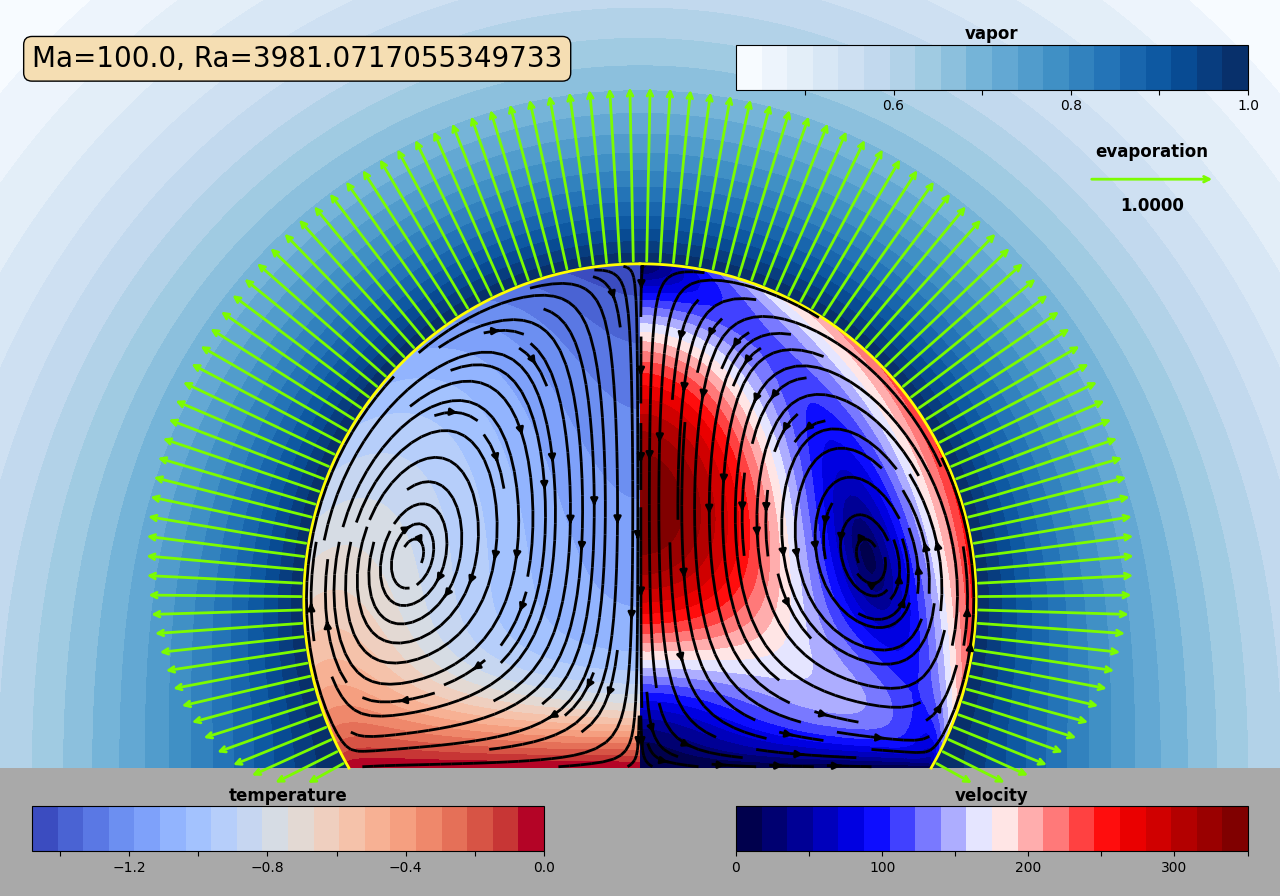 Ma=100.0, Ra=3981.0717055349733
vapor
0.6 0.8 1.0
evaporation
1.0000
temperature
−1.2 −0.8 −0.4 0.0
velocity
0 100 200 300